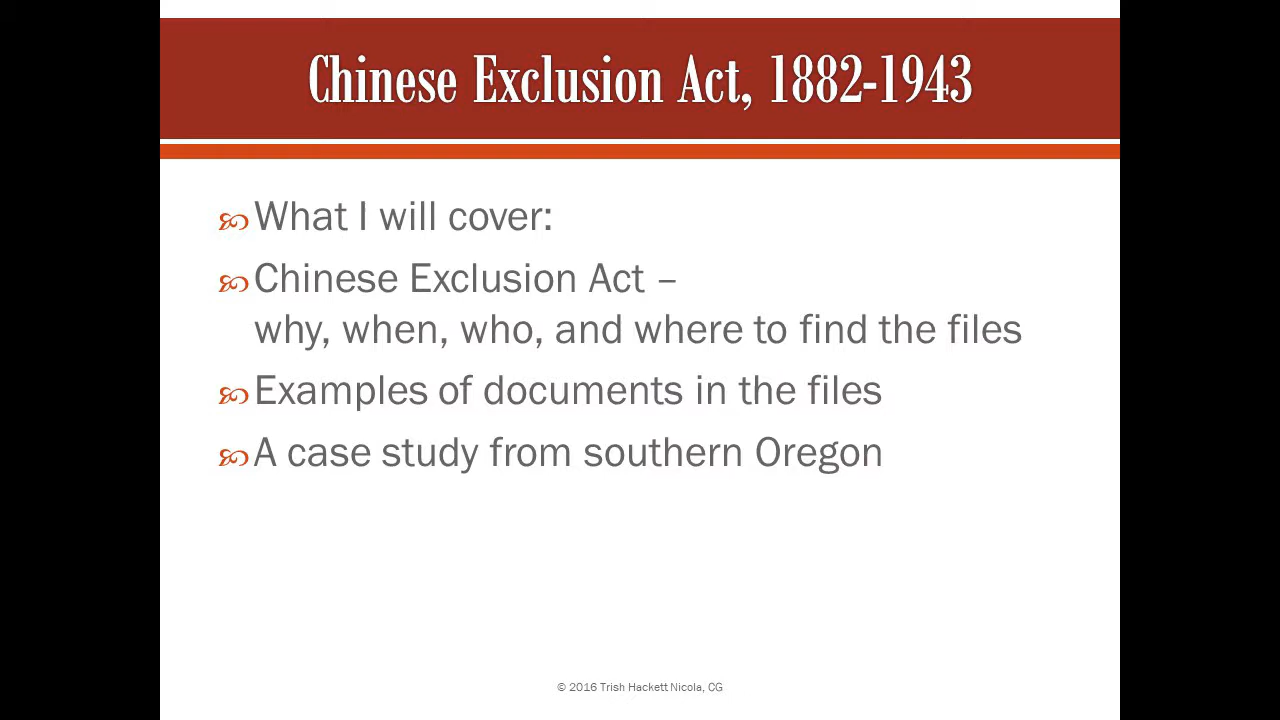 Chinese Exclusion Act, 1882-1943
What I will cover:
Chinese Exclusion Act –
why, when, who, and where to find the files
Examples of documents in the files
A case study from southern Oregon
© 2016 Trish Hackett Nicola, CG